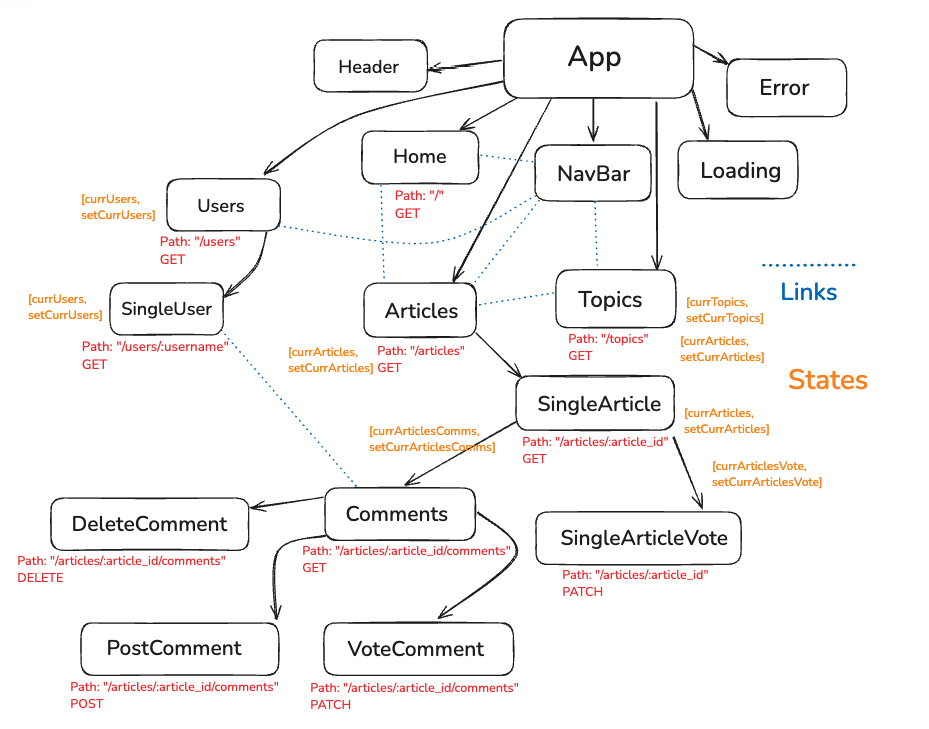 App
Header
Error
Home
NavBar
Loading
Path: "/"
GET
[currUsers,
setCurrUsers]
Users
Path: "/users"
GET
Links
[currUsers,
setCurrUsers]
SingleUser
Path: "/users/:username"
GET
Articles
[currArticles,
setCurrArticles]
Path: "/articles"
GET
Topics
[currTopics,
setCurrTopics]
Path: "/topics"
GET
[currArticles,
setCurrArticles]
States
SingleArticle
[currArticles,
setCurrArticles]
Path: "/articles/:article_id"
GET
[currArticlesComms,
setCurrArticlesComms]
[currArticlesVote,
setCurrArticlesVote]
DeleteComment
Path: "/articles/:article_id/comments"
DELETE
Comments
Path: "/articles/:article_id/comments"
GET
SingleArticleVote
Path: "/articles/:article_id"
PATCH
PostComment
Path: "/articles/:article_id/comments"
POST
VoteComment
Path: "/articles/:article_id/comments"
PATCH